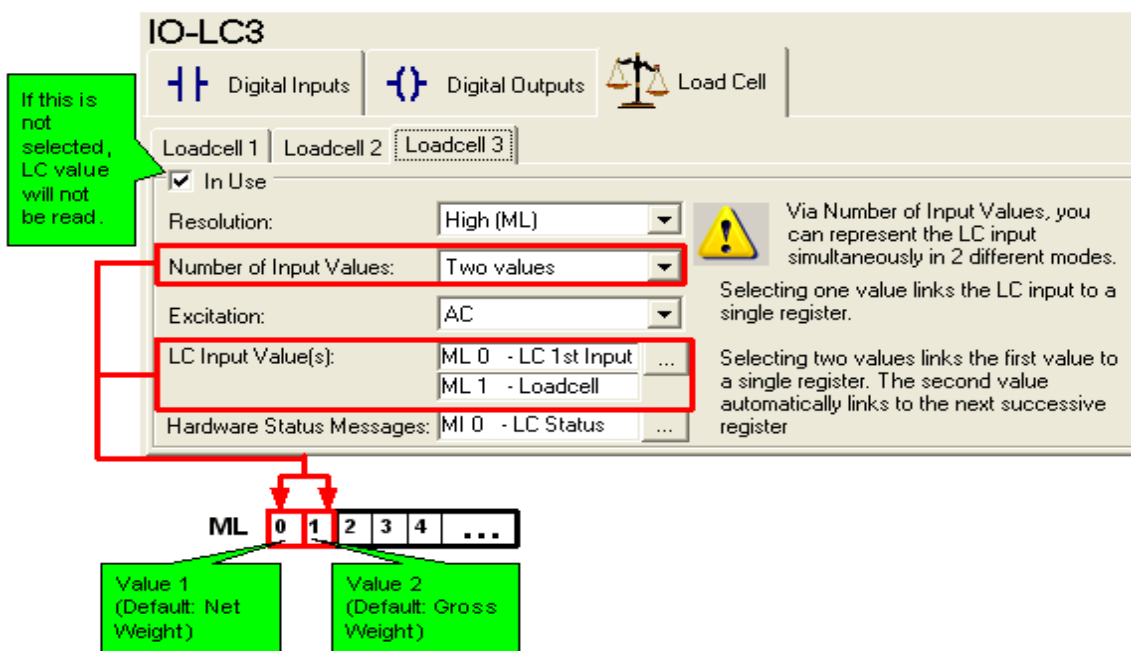 IO-LC3
Digital Inputs
Digital Outputs
Load Cell
If this is
not
selected,
LC value
will not
be read.
Loadcell 1
Loadcell 2
Loadcell 3
In Use
Resolution:
High (ML)
Number of Input Values:
Two values
Excitation:
AC
LC Input Value(s):
ML 0 - LC 1st Input
...
ML 1 - Loadcell
Hardware Status Messages:
MI 0 - LC Status
...
Via Number of Input Values, you
can represent the LC input
simultaneously in 2 different modes.
Selecting one value links the LC input to a
single register.
Selecting two values links the first value to
a single register. The second value
automatically links to the next successive
register
ML 0 1 2 3 4 ...
Value 1
(Default: Net
Weight)
Value 2
(Default: Gross
Weight)